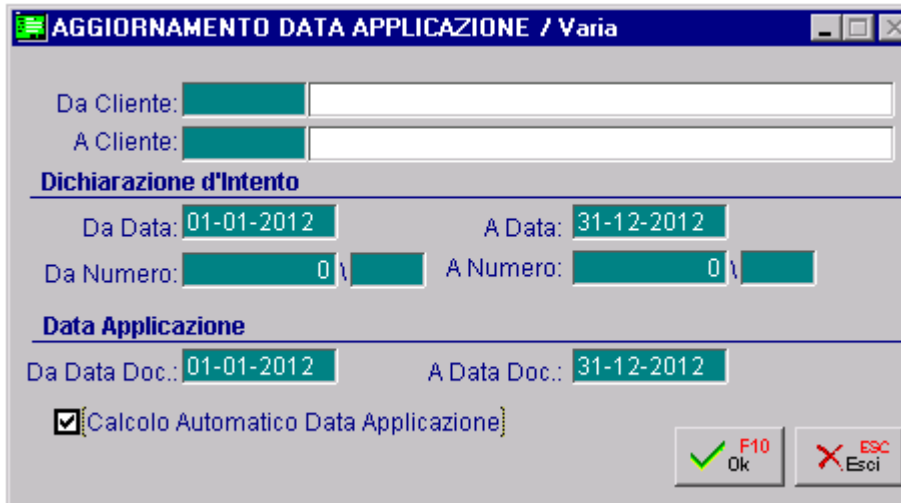 AGGIORNAMENTO DATA APPLICAZIONE / Varia
Da Cliente:
A Cliente:
Dichiarazione d'Intento
Da Data: 01-01-2012 A Data: 31-12-2012
Da Numero: 0 \ A Numero: 0 \
Data Applicazione
Da Data Doc.: 01-01-2012 A Data Doc.: 31-12-2012
Calcolo Automatico Data Applicazione
F10 ESC
Ok Esci